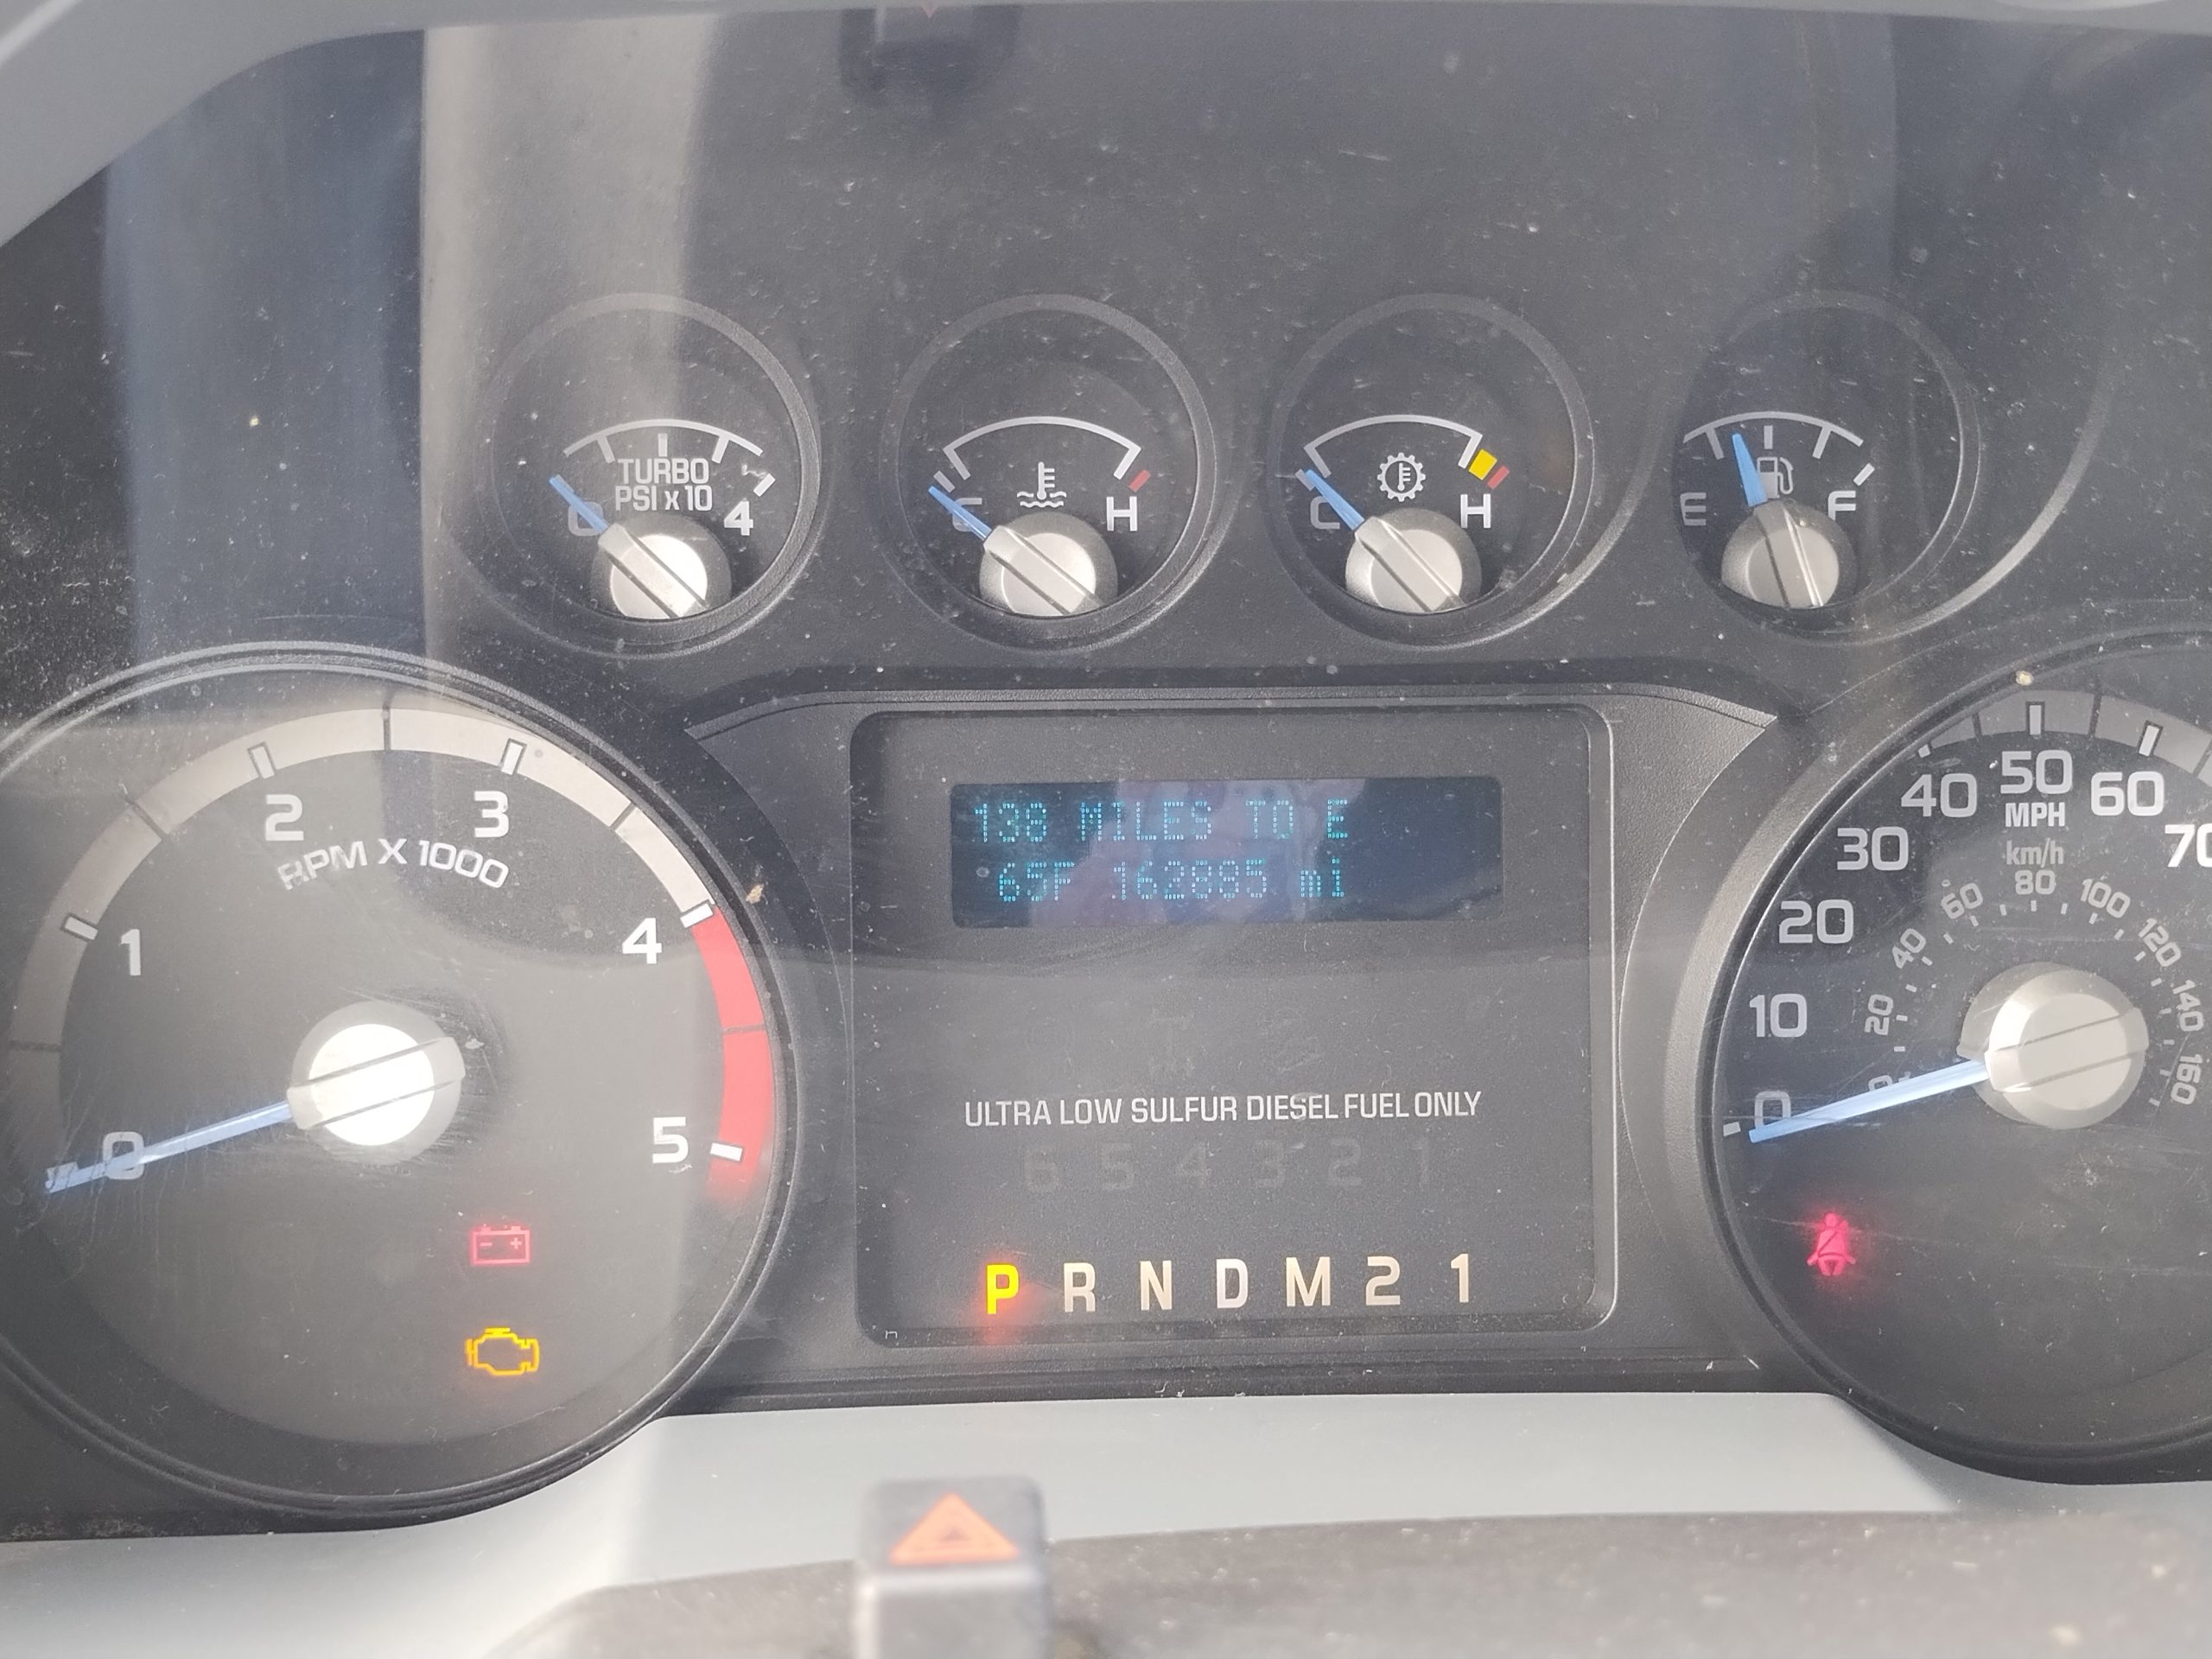 TURBO
PSI x 10
0 4
C H
C H
E F
0 1 2 3 4 5
RPM X 1000
138 MILES TO E
65F 162885 mi
ULTRA LOW SULFUR DIESEL FUEL ONLY
6 5 4 3 2 1
P R N D M 2 1
0 10 20 30 40 50 60 70
MPH
km/h
0 20 40 60 80 100 120 140 160